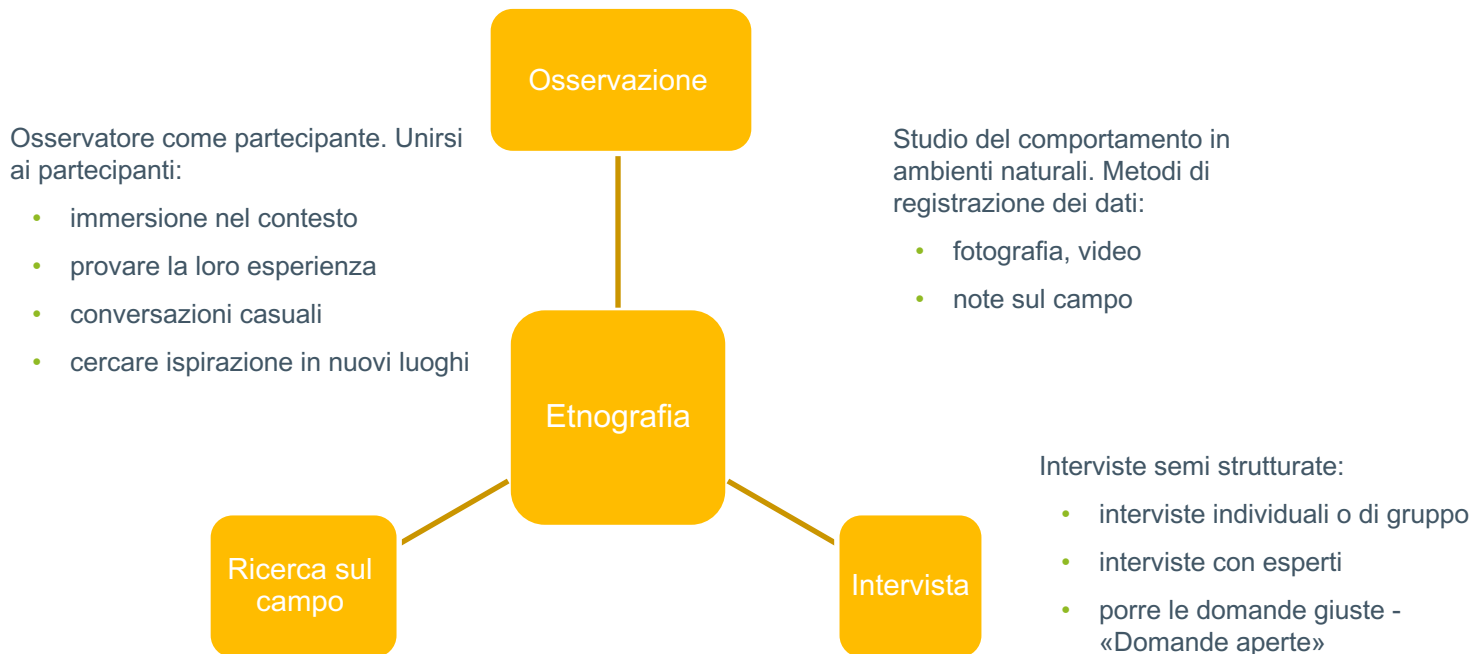 Osservazione
Osservatore come partecipante. Unirsi
ai partecipanti:
• immersione nel contesto
• provare la loro esperienza
• conversazioni casuali
• cercare ispirazione in nuovi luoghi
Studio del comportamento in
ambienti naturali. Metodi di
registrazione dei dati:
• fotografia, video
• note sul campo
Etnografia
Ricerca sul
campo
Intervista
Interviste semi strutturate:
• interviste individuali o di gruppo
• interviste con esperti
• porre le domande giuste -
«Domande aperte»